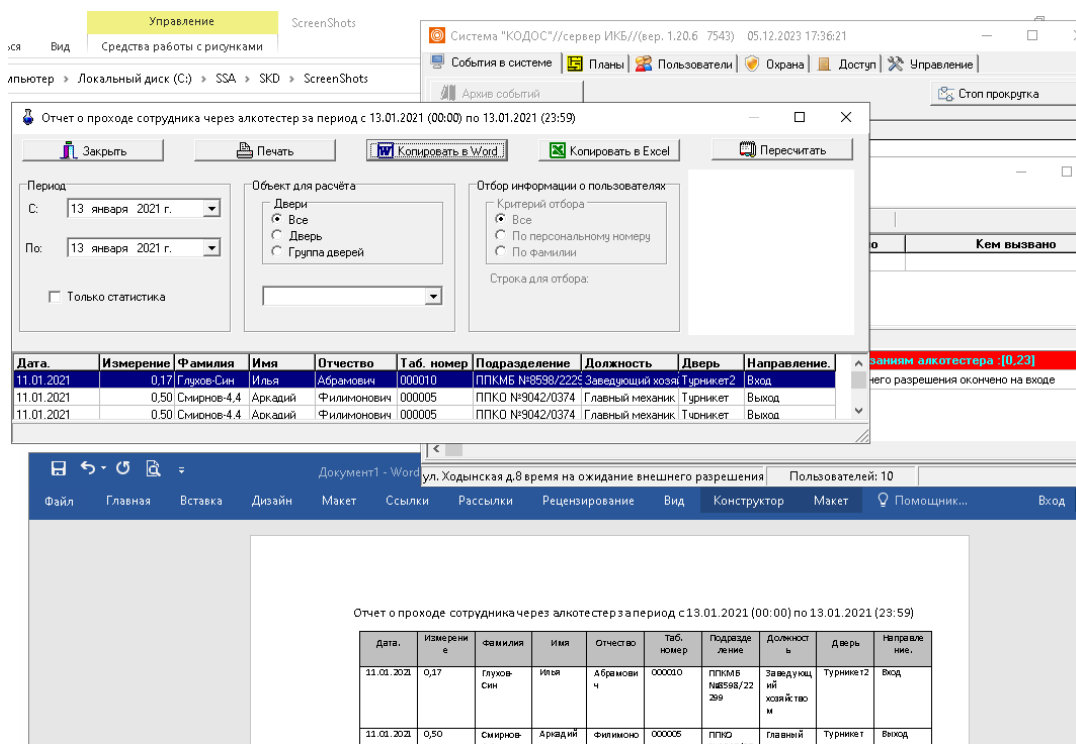 Управление
ScreenShots
Вид
Средства работы с рисунками
Локальный диск (C:) > SSA > SKD > ScreenShots
Система "КОДОС"//сервер ИКБ//(вер. 1.20.6 7543) 05.12.2023 17:36:21
События в системе Планы Пользователи Охрана Доступ Управление
Архив событий
Стоп прокрутка
Отчет о проходе сотрудника через алкотестер за период с 13.01.2021 (00:00) по 13.01.2021 (23:59)
Закрыть Печать Копировать в Word Копировать в Excel Пересчитать
Период
С: 13 января 2021 г.
По: 13 января 2021 г.
Только статистика
Объект для расчёта
Двери
Все
Дверь
Группа дверей
Отбор информации о пользователях
Критерий отбора
Все
По персональному номеру
По фамилии
Строка для отбора:
Кем вызвано
Дата. Измерение Фамилия Имя Отчество Таб. номер Подразделение Должность Дверь Направление.
11.01.2021 0,17 Глухов-Син Илья Абрамович 000010 ППКМБ №8598/2229 Заведующий хозяй Турникет2 Вход
11.01.2021 0,50 Смирнов-4,4 Аркадий Филимонович 000005 ППКО №9042/0374 Главный механик Турникет Выход
11.01.2021 0,50 Смирнов-4,4 Аркадий Филимонович 000005 ППКО №9042/0374 Главный механик Турникет Выход
заниям алкотестера :[0,23]
него разрешения окончено на входе
ул. Ходынская д.8 время на ожидание внешнего разрешения Пользователей: 10
Документ1 - Word
Файл Главная Вставка Дизайн Макет Ссылки Рассылки Рецензирование Вид Конструктор Макет Помощник... Вход
Отчет о проходе сотрудника через алкотестер за период с 13.01.2021 (00:00) по 13.01.2021 (23:59)
Дата. Измерени е Фамилия Имя Отчество Таб. номер Подразде ление Должност ь Дверь Направле ние.
11.01.2021 0,17 Глухов- Син Илья Абрамови ч 000010 ППКМБ №8598/22 299 Заведующ ий хозяйство м Турникет2 Вход
11.01.2021 0,50 Смирнов- Аркадий Филимоно 000005 ППКО Главный Турникет Выход